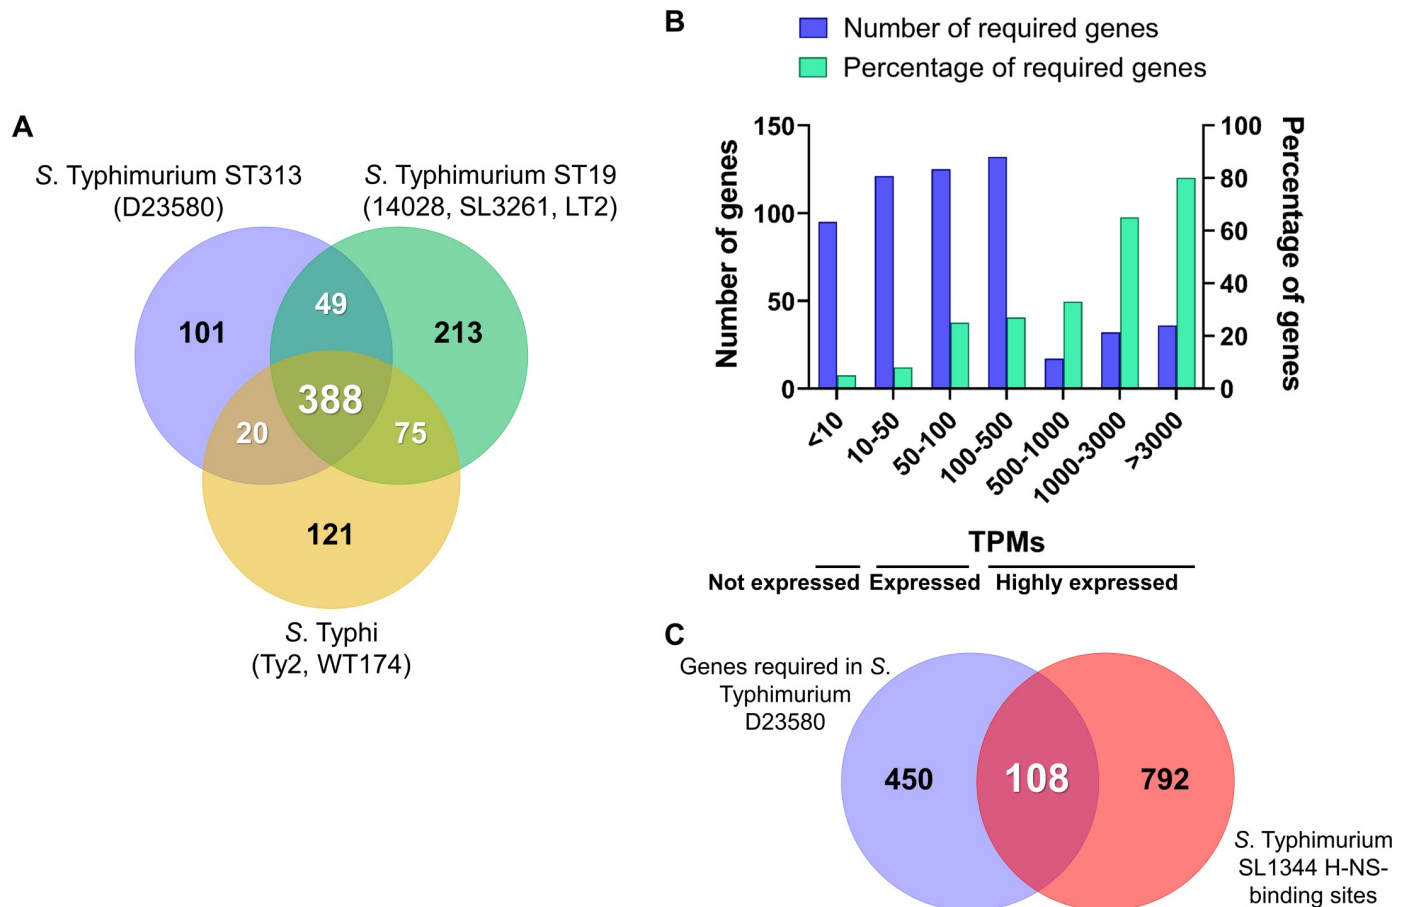 A
S. Typhimurium ST313
(D23580)
S. Typhimurium ST19
(14028, SL3261, LT2)
101
49
213
388
20
75
121
S. Typhi
(Ty2, WT174)
B
Number of required genes
Percentage of required genes
Number of genes
150
100
50
0
100
80
60
40
20
0
Percentage of genes
<10
10-50
50-100
100-500
500-1000
1000-3000
>3000
TPMs
Not expressed
Expressed
Highly expressed
C
Genes required in S.
Typhimurium
D23580
450
108
792
S. Typhimurium
SL1344 H-NS-
binding sites